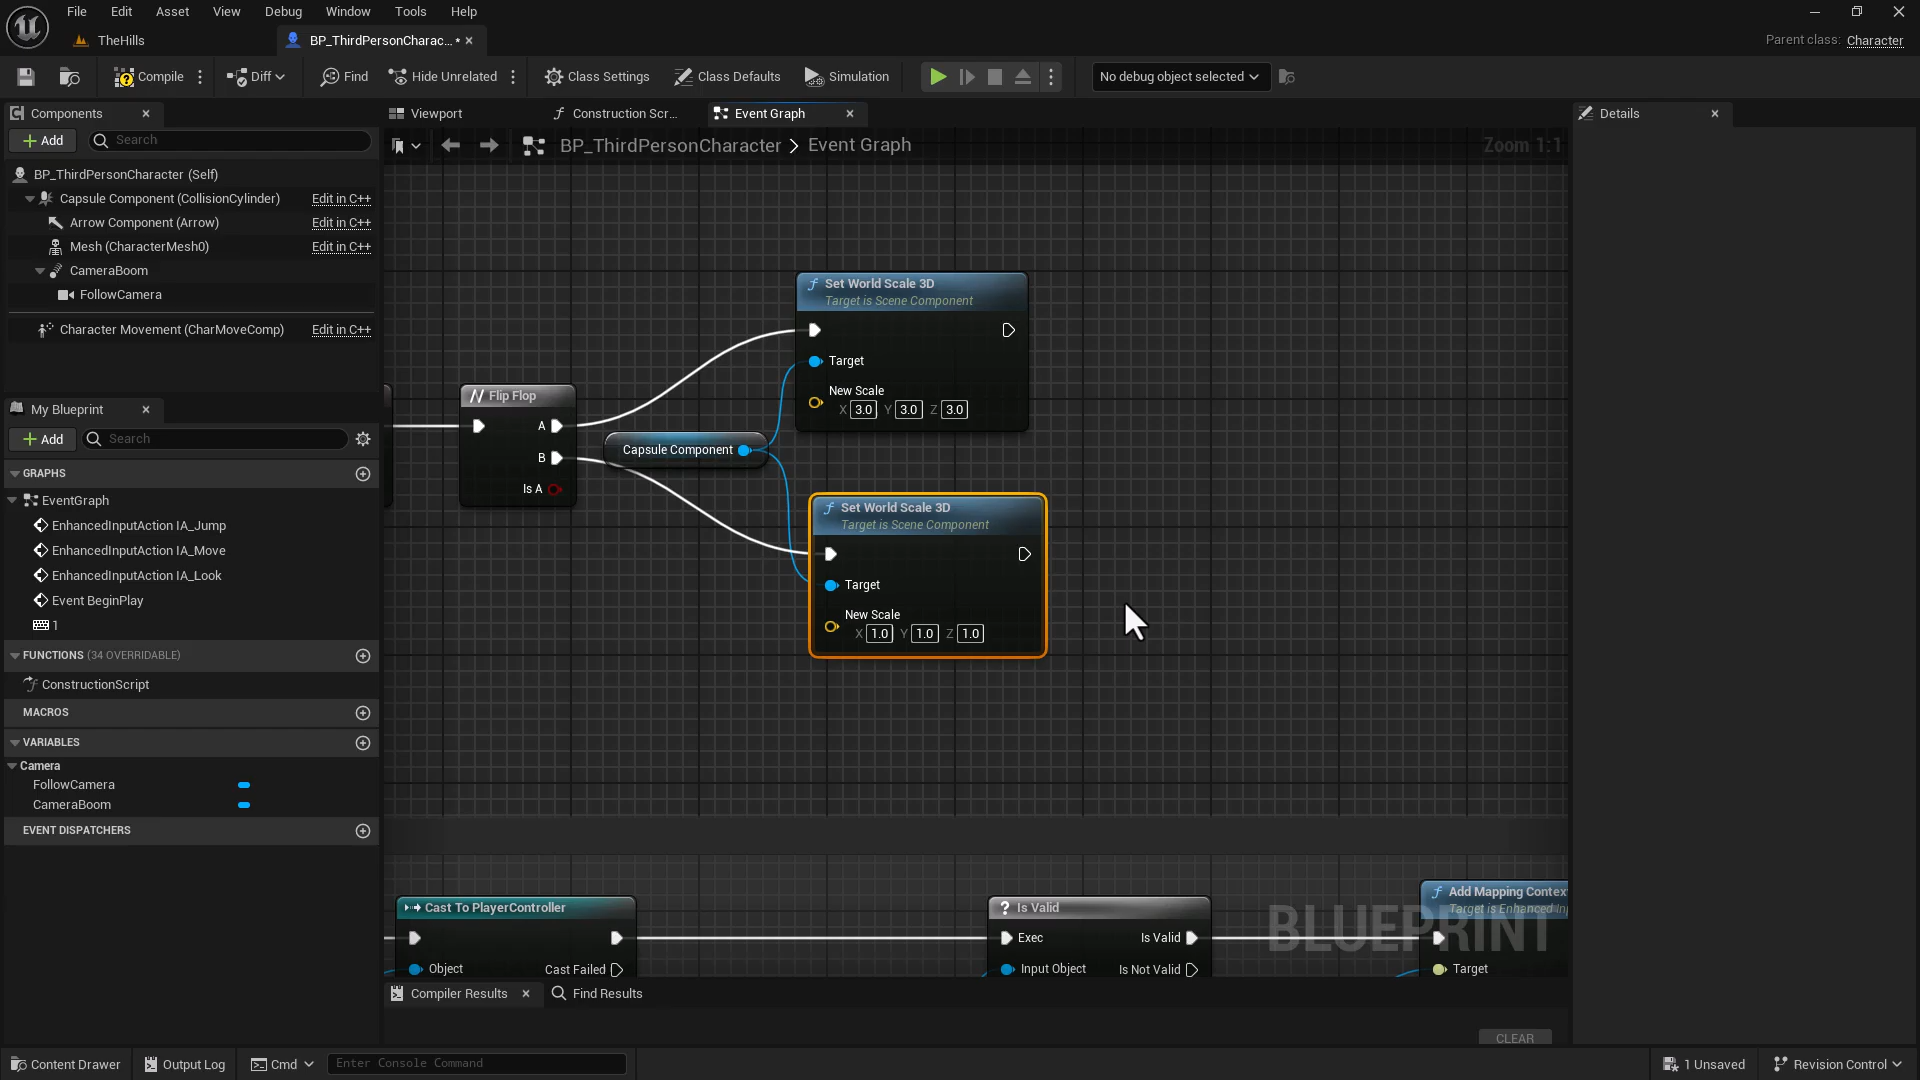 File Edit Asset View Debug Window Tools Help
TheHills
BP_ThirdPersonCharac... •
Parent class: Character
Compile Diff Find Hide Unrelated Class Settings Class Defaults Simulation No debug object selected
Components
Add Search
BP_ThirdPersonCharacter (Self)
Capsule Component (CollisionCylinder) Edit in C++
Arrow Component (Arrow) Edit in C++
Mesh (CharacterMesh0) Edit in C++
CameraBoom
FollowCamera
Character Movement (CharMoveComp) Edit in C++
My Blueprint
Add Search
GRAPHS
EventGraph
EnhancedInputAction IA_Jump
EnhancedInputAction IA_Move
EnhancedInputAction IA_Look
Event BeginPlay
1
FUNCTIONS (34 OVERRIDABLE)
ConstructionScript
MACROS
VARIABLES
Camera
FollowCamera
CameraBoom
EVENT DISPATCHERS
Viewport Construction Scr... Event Graph
BP_ThirdPersonCharacter > Event Graph
Zoom 1:1
Flip Flop
A
B
Is A
Capsule Component
Set World Scale 3D
Target is Scene Component
Target
New Scale
X 3.0 Y 3.0 Z 3.0
Set World Scale 3D
Target is Scene Component
Target
New Scale
X 1.0 Y 1.0 Z 1.0
Cast To PlayerController
Object Cast Failed
Is Valid
Exec Is Valid
Input Object Is Not Valid
Add Mapping Contex
Target is Enhanced In
Target
BLUEPRINT
Compiler Results Find Results
CLEAR
Details
Content Drawer Output Log Cmd Enter Console Command
1 Unsaved Revision Control